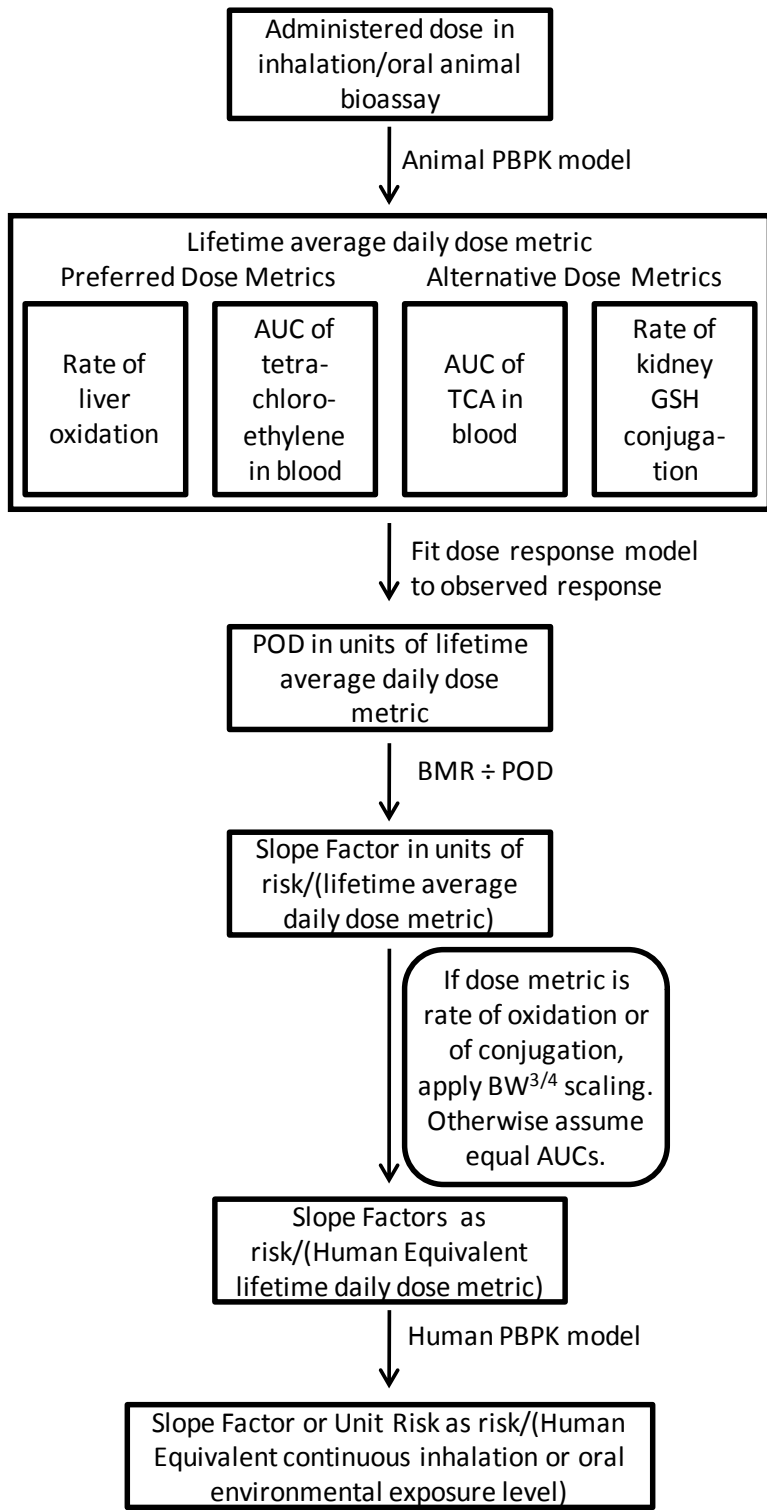 Administered dose in
inhalation/oral animal
bioassay
Animal PBPK model
Lifetime average daily dose metric
Preferred Dose Metrics
Alternative Dose Metrics
Rate of
liver
oxidation
AUC of
tetra-
chloro-
ethylene
in blood
AUC of
TCA in
blood
Rate of
kidney
GSH
conjuga-
tion
Fit dose response model
to observed response
POD in units of lifetime
average daily dose
metric
BMR ÷ POD
Slope Factor in units of
risk/(lifetime average
daily dose metric)
If dose metric is
rate of oxidation or
of conjugation,
apply BW³/⁴ scaling.
Otherwise assume
equal AUCs.
Slope Factors as
risk/(Human Equivalent
lifetime daily dose metric)
Human PBPK model
Slope Factor or Unit Risk as risk/(Human
Equivalent continuous inhalation or oral
environmental exposure level)